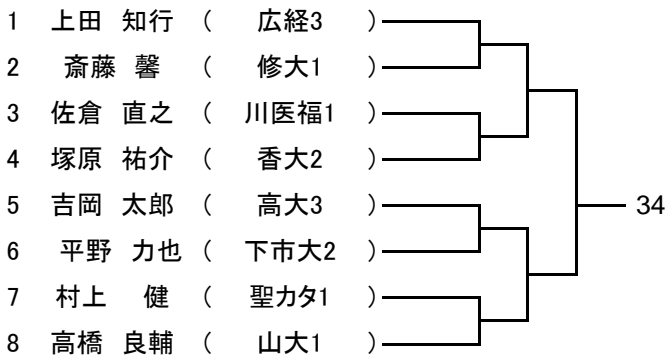 1 上田 知行 ( 広経3 )
2 斎藤 馨 ( 修大1 )
3 佐倉 直之 ( 川医福1 )
4 塚原 祐介 ( 香大2 )
5 吉岡 太郎 ( 高大3 )
34
6 平野 力也 ( 下市大2 )
7 村上 健 ( 聖カタ1 )
8 高橋 良輔 ( 山大1 )